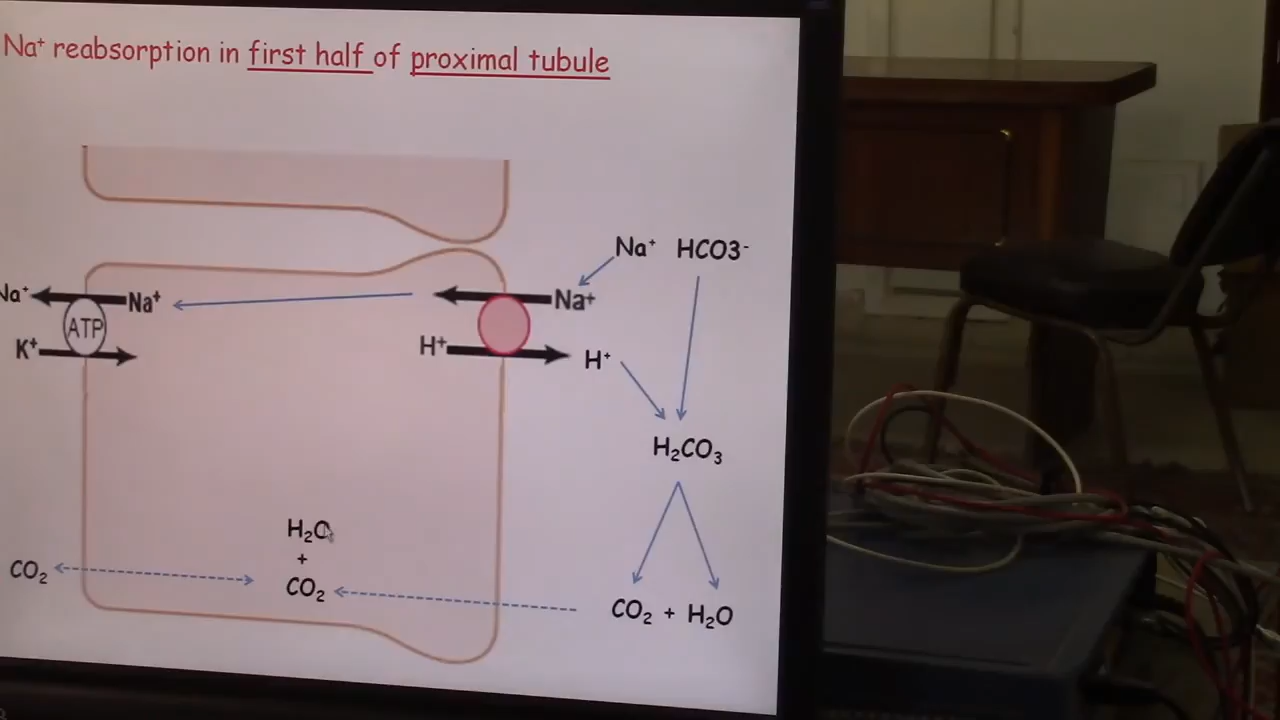 Na⁺ reabsorption in first half of proximal tubule
Na⁺ HCO3⁻
Na⁺
Na⁺
Na⁺
ATP
K⁺
H⁺
H⁺
H₂CO₃
H₂O
+
CO₂
CO₂
CO₂ + H₂O